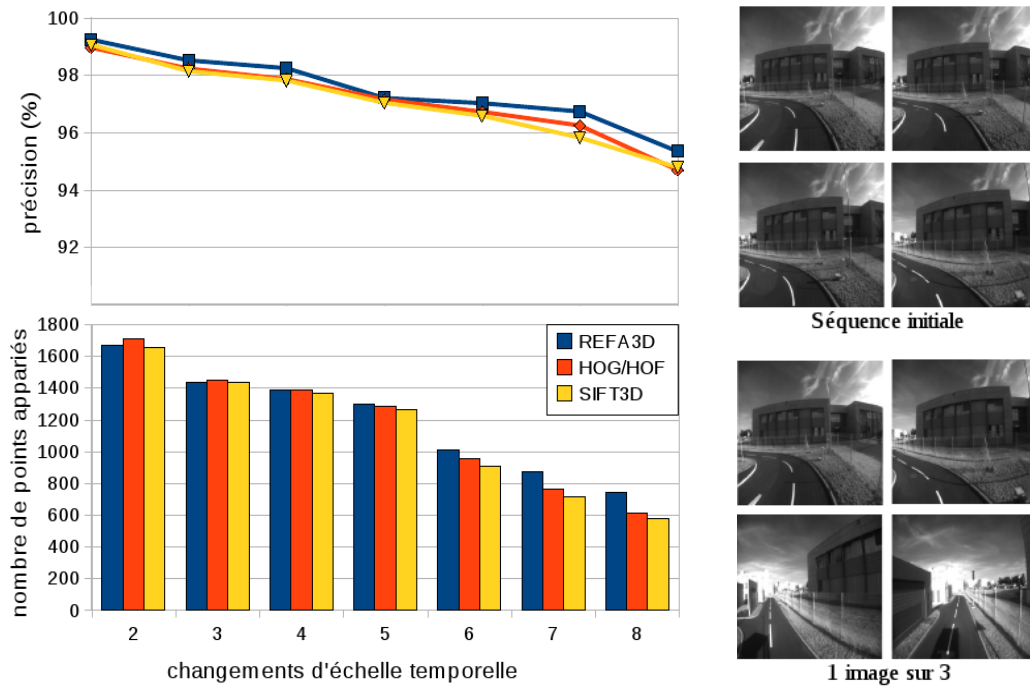 100
98
96
94
92
précision (%)
1800
1600
1400
1200
1000
800
600
400
200
0
nombre de points appariés
REFA3D
HOG/HOF
SIFT3D
2 3 4 5 6 7 8
changements d'échelle temporelle
Séquence initiale
1 image sur 3